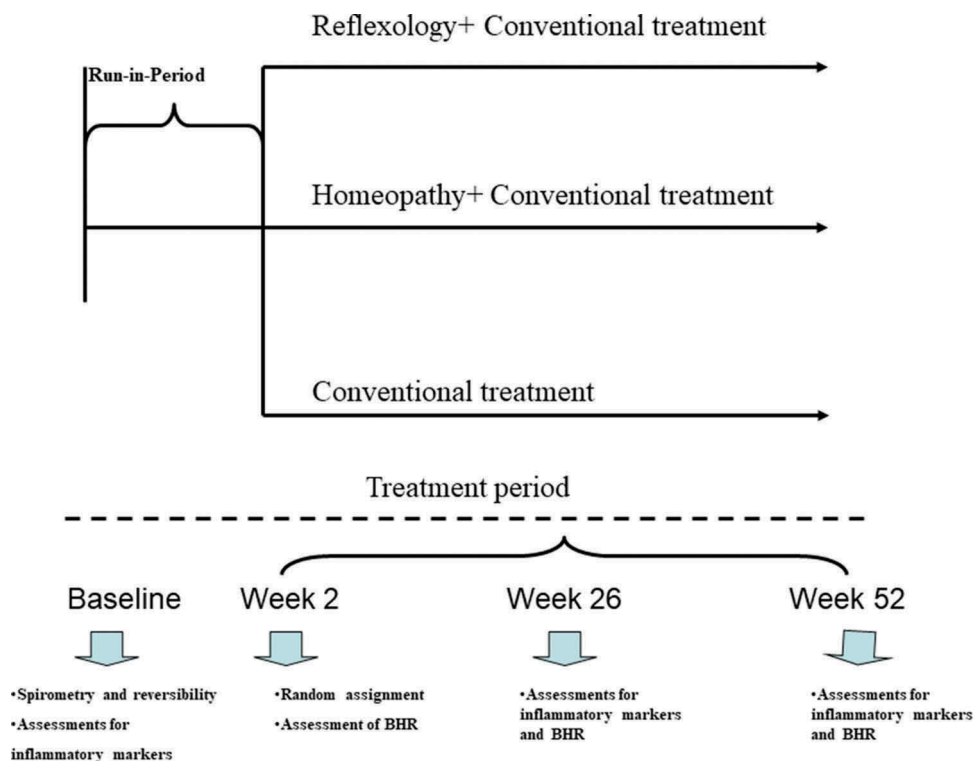 Reflexology+ Conventional treatment
Run-in-Period
Homeopathy+ Conventional treatment
Conventional treatment
Treatment period
Baseline
Week 2
Week 26
Week 52
•Spirometry and reversibility
•Assessments for
inflammatory markers
•Random assignment
•Assessment of BHR
•Assessments for
inflammatory markers
and BHR
•Assessments for
inflammatory markers
and BHR